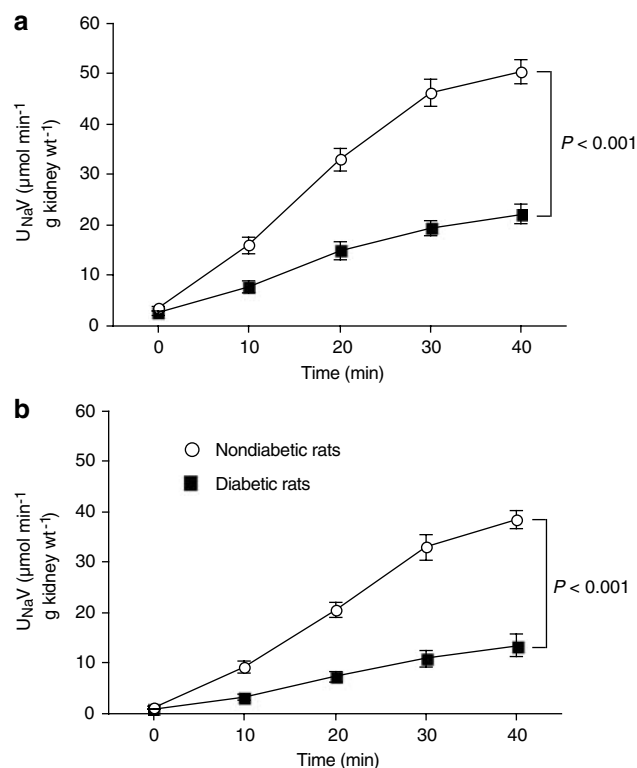 a
60
50
40
30
20
10
0
U_NaV (µmol min⁻¹
g kidney wt⁻¹)
P < 0.001
0 10 20 30 40
Time (min)
b
60
50
40
30
20
10
0
U_NaV (µmol min⁻¹
g kidney wt⁻¹)
Nondiabetic rats
Diabetic rats
P < 0.001
0 10 20 30 40
Time (min)